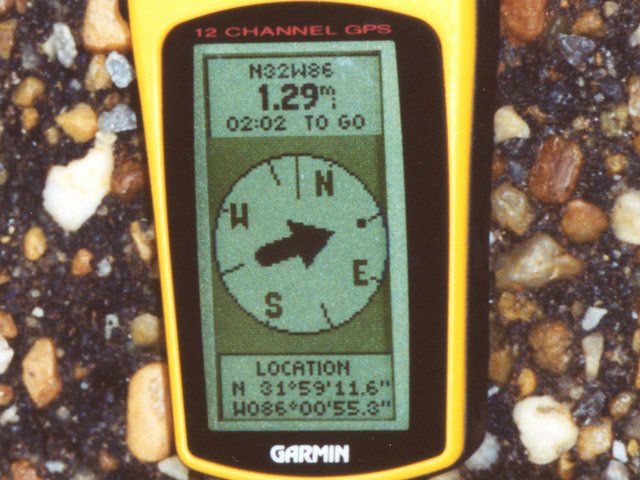 12 CHANNEL GPS
N32W86
1.29mi
02:02 TO GO
N
W
E
S
LOCATION
N 31°59'11.6"
W086°00'55.3"
GARMIN